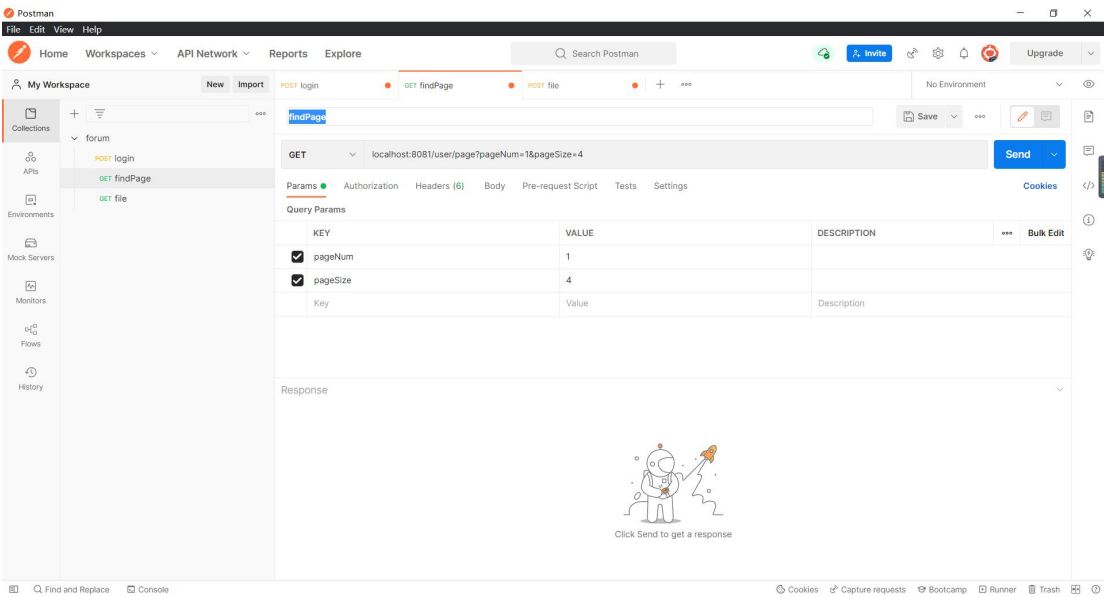 Postman
File Edit View Help
Home Workspaces API Network Reports Explore Search Postman Invite Upgrade
My Workspace New Import POST login GET findPage POST file No Environment
Collections
APIs
Environments
Mock Servers
Monitors
Flows
History
forum
POST login
GET findPage
GET file
findPage Save
GET localhost:8081/user/page?pageNum=1&pageSize=4 Send
Params Authorization Headers (6) Body Pre-request Script Tests Settings Cookies
Query Params
KEY VALUE DESCRIPTION Bulk Edit
pageNum 1
pageSize 4
Key Value Description
Response
Click Send to get a response
Find and Replace Console Cookies Capture requests Bootcamp Runner Trash